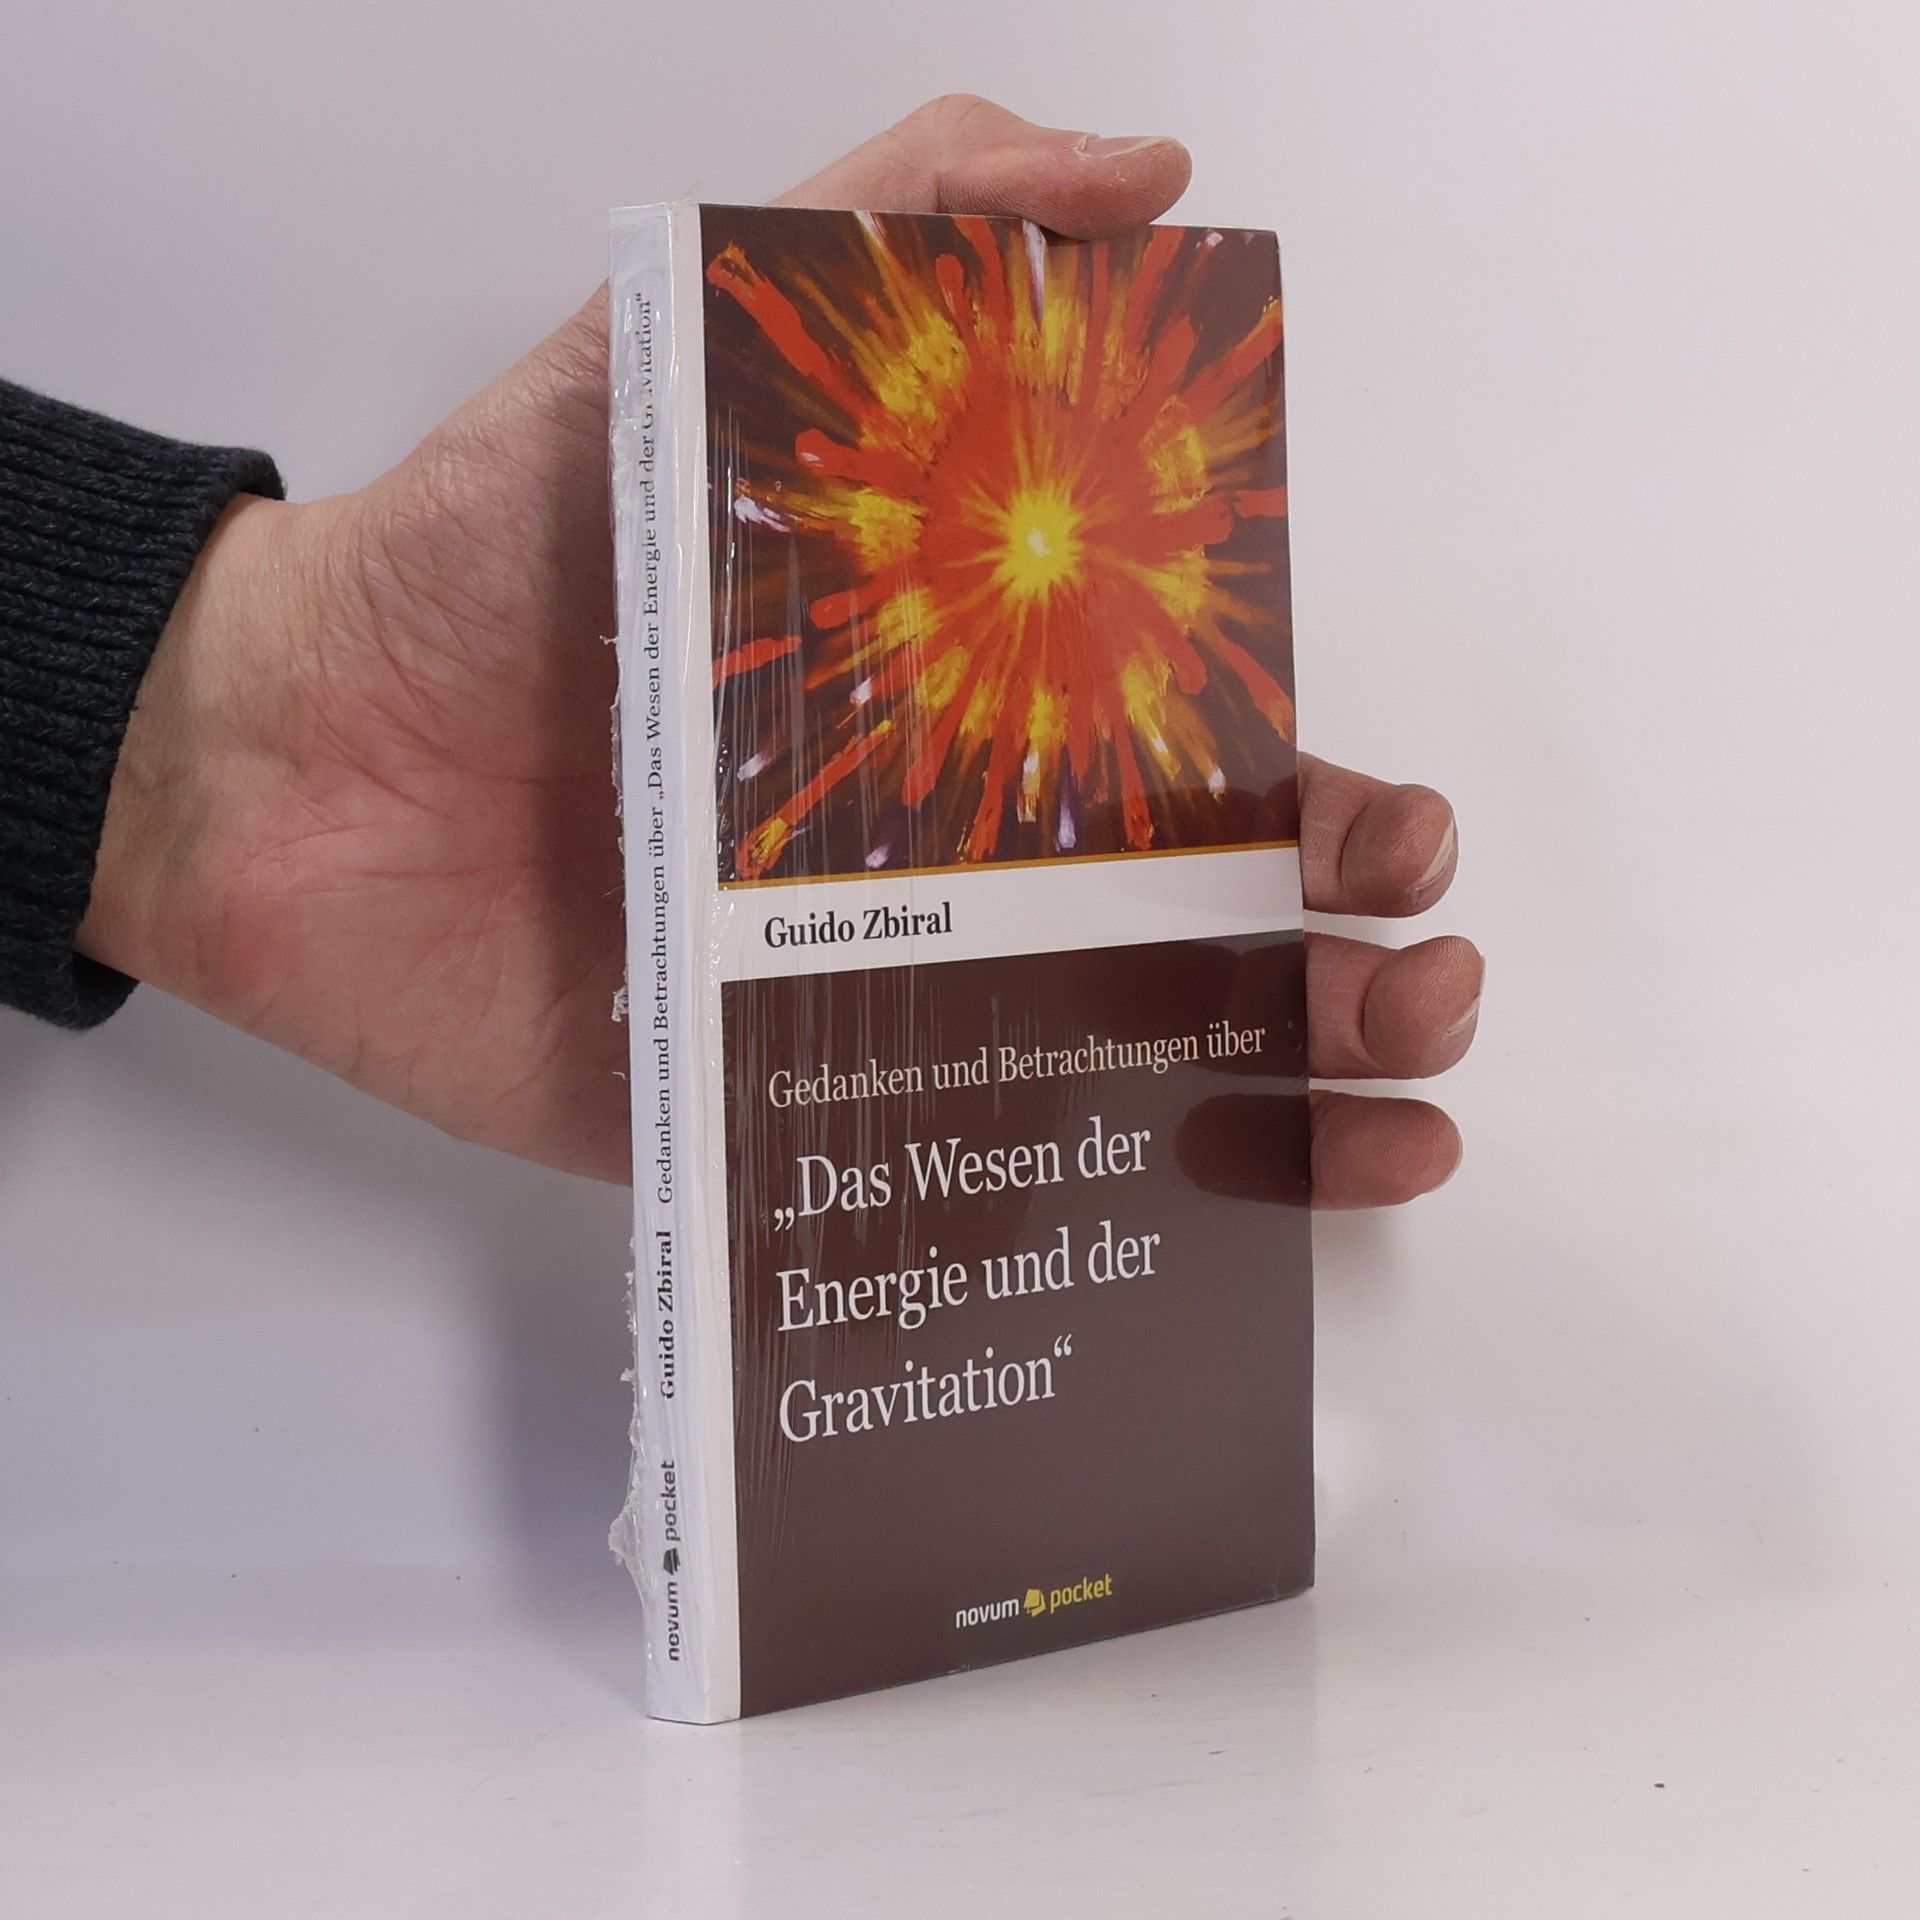 Guido Zbiral
Gedanken und Betrachtungen über
„Das Wesen der
Energie und der
Gravitation“
novum pocket
novum pocket Guido Zbiral Gedanken und Betrachtungen über „Das Wesen der Energie und der Gravitation“